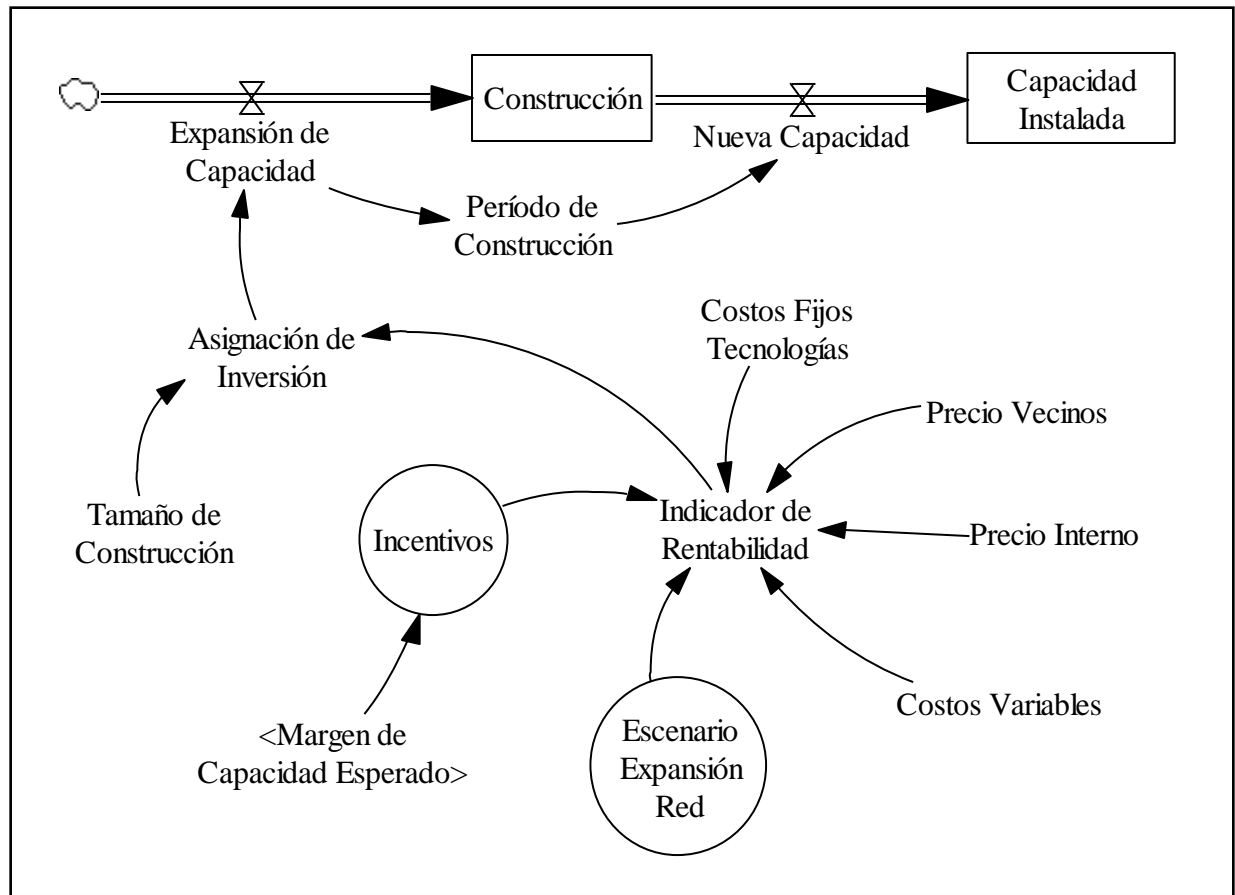 Construcción
Capacidad
Instalada
Expansión de
Capacidad
Nueva Capacidad
Período de
Construcción
Asignación de
Inversión
Costos Fijos
Tecnologías
Precio Vecinos
Tamaño de
Construcción
Incentivos
Indicador de
Rentabilidad
Precio Interno
<Margen de
Capacidad Esperado>
Escenario
Expansión
Red
Costos Variables